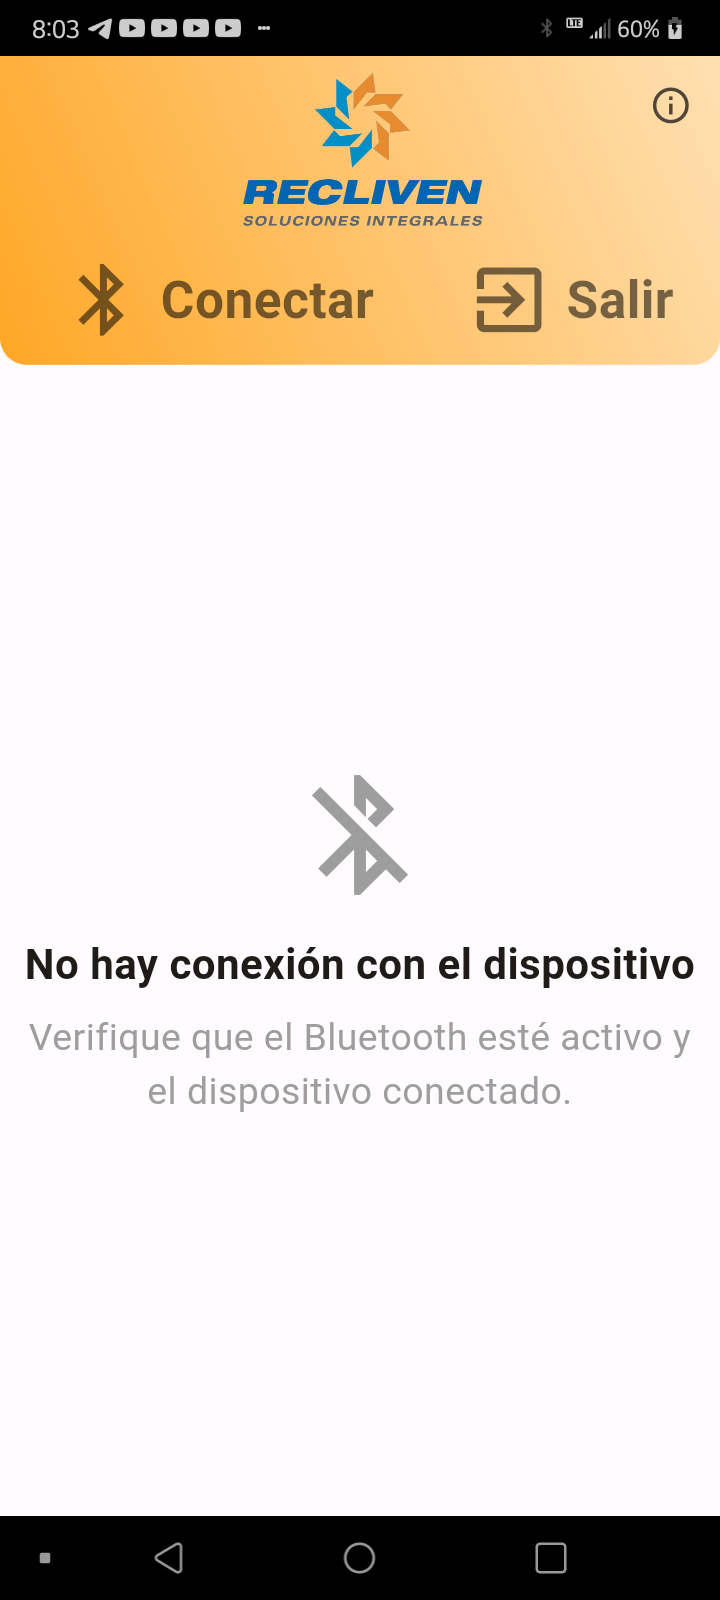 8:03
LTE
60%
RECLIVEN
SOLUCIONES INTEGRALES
Conectar
Salir
No hay conexión con el dispositivo
Verifique que el Bluetooth esté activo y
el dispositivo conectado.